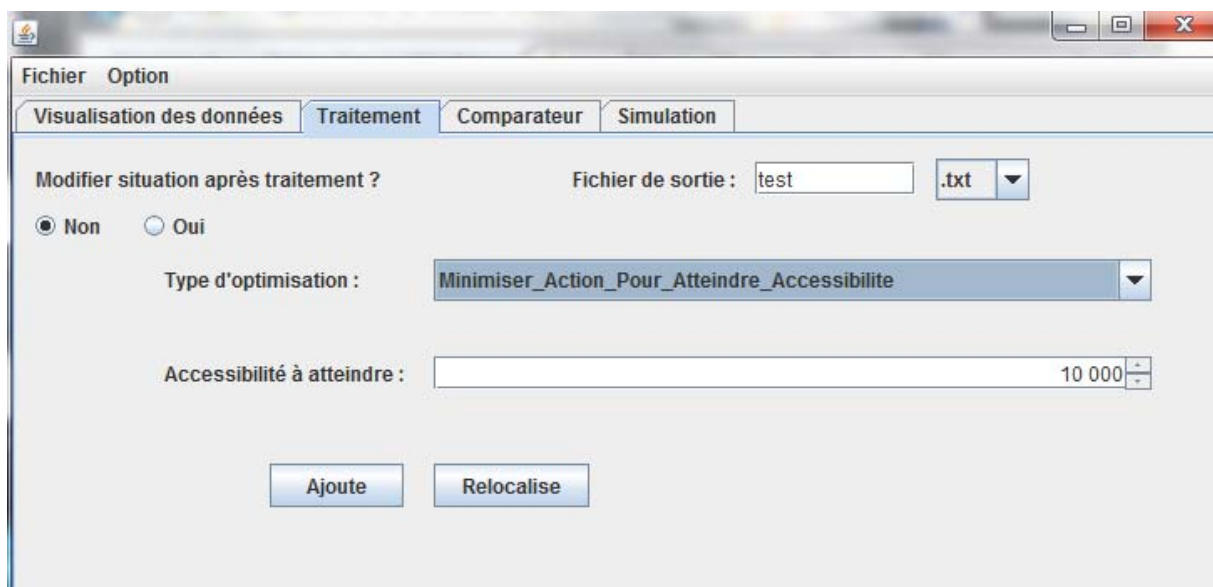 Fichier Option
Visualisation des données Traitement Comparateur Simulation
Modifier situation après traitement ? Fichier de sortie : test .txt
Non Oui
Type d'optimisation : Minimiser_Action_Pour_Atteindre_Accessibilite
Accessibilité à atteindre : 10 000
Ajoute Relocalise